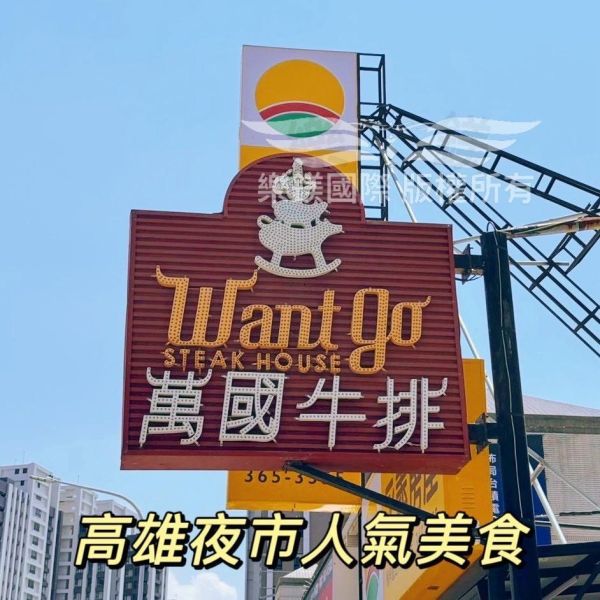 樂鎂國際 版權所有
Want go
STEAK HOUSE
萬國牛排
高雄夜市人氣美食